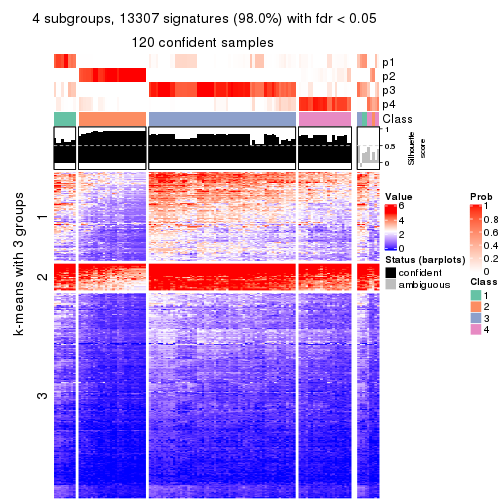 4 subgroups, 13307 signatures (98.0%) with fdr < 0.05
120 confident samples
p1
p2
p3
p4
Class
1
0.5
0
Silhouette
score
k-means with 3 groups
1
2
3
Value
6
4
2
0
Status (barplots)
confident
ambiguous
Prob
1
0.8
0.6
0.4
0.2
0
Class
1
2
3
4